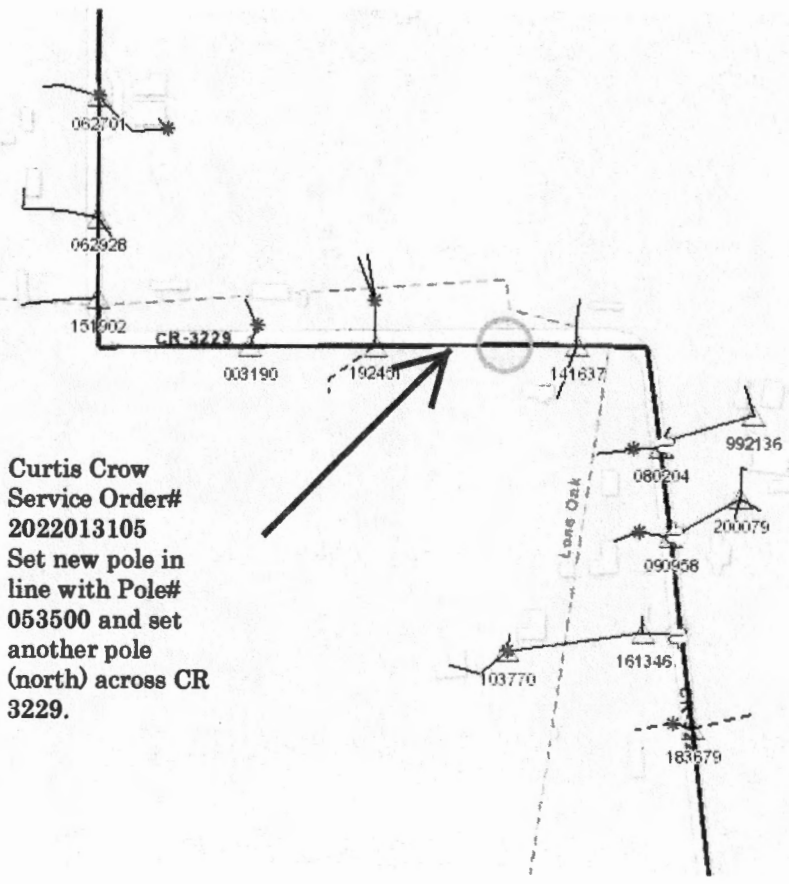 062701
062928
151902
CR-3229
003190
192451
141637
992136
080204
200079
090958
Lone Oak
Curtis Crow
Service Order#
2022013105
Set new pole in
line with Pole#
053500 and set
another pole
(north) across CR
3229.
161346
103770
183679